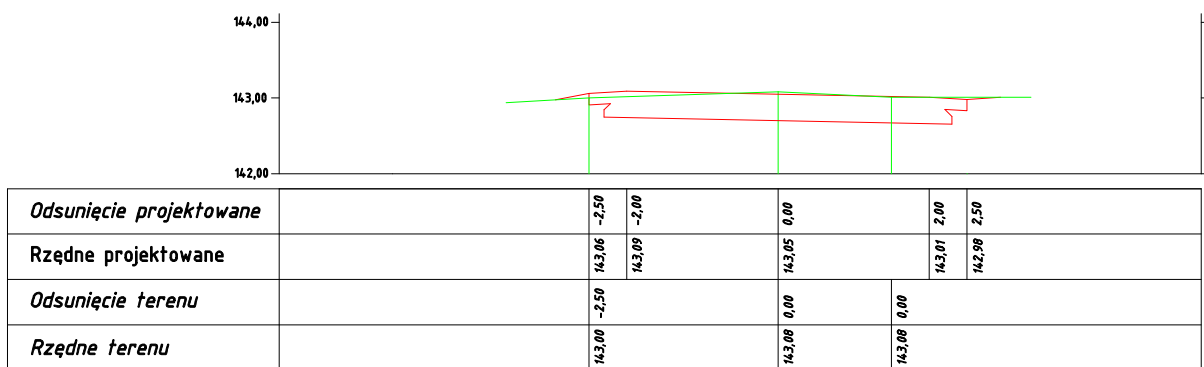 144,00
143,00
142,00
Odsunięcie projektowane -2,50 -2,00 0,00 2,00 2,50
Rzędne projektowane 143,06 143,09 143,05 143,01 142,98
Odsunięcie terenu -2,50 0,00 0,00
Rzędne terenu 143,00 143,08 143,08